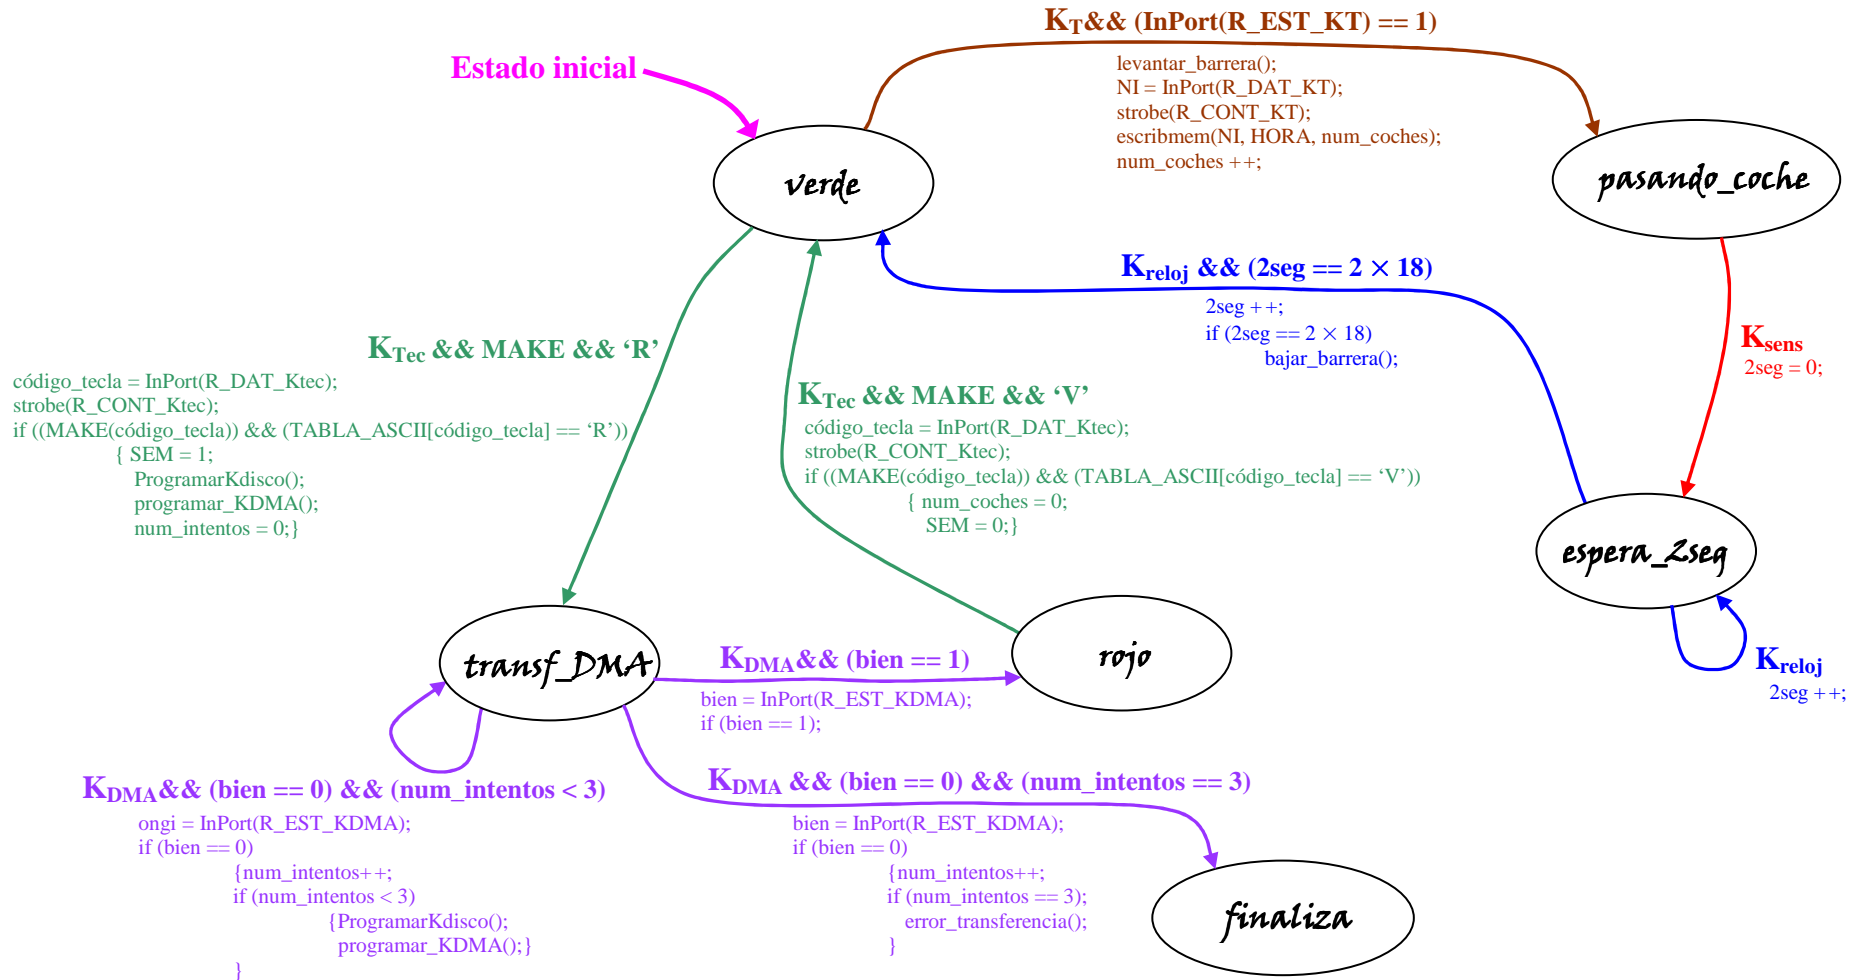 K_T&& (InPort(R_EST_KT) == 1)
Estado inicial
levantar_barrera();
NI = InPort(R_DAT_KT);
strobe(R_CONT_KT);
escribmem(NI, HORA, num_coches);
num_coches ++;
verde
pasando_coche
K_reloj && (2seg == 2 × 18)
2seg ++;
if (2seg == 2 × 18)
bajar_barrera();
K_sens
2seg = 0;
K_Tec && MAKE && ‘R’
código_tecla = InPort(R_DAT_Ktec);
strobe(R_CONT_Ktec);
if ((MAKE(código_tecla)) && (TABLA_ASCII[código_tecla] == ‘R’))
{ SEM = 1;
ProgramarKdisco();
programar_KDMA();
num_intentos = 0;}
K_Tec && MAKE && ‘V’
código_tecla = InPort(R_DAT_Ktec);
strobe(R_CONT_Ktec);
if ((MAKE(código_tecla)) && (TABLA_ASCII[código_tecla] == ‘V’))
{ num_coches = 0;
SEM = 0;}
espera_2seg
transf_DMA
K_DMA&& (bien == 1)
bien = InPort(R_EST_KDMA);
if (bien == 1);
rojo
K_reloj
2seg ++;
K_DMA&& (bien == 0) && (num_intentos < 3)
ongi = InPort(R_EST_KDMA);
if (bien == 0)
{num_intentos++;
if (num_intentos < 3)
{ProgramarKdisco();
programar_KDMA();}
}
K_DMA && (bien == 0) && (num_intentos == 3)
bien = InPort(R_EST_KDMA);
if (bien == 0)
{num_intentos++;
if (num_intentos == 3);
error_transferencia();
}
finaliza